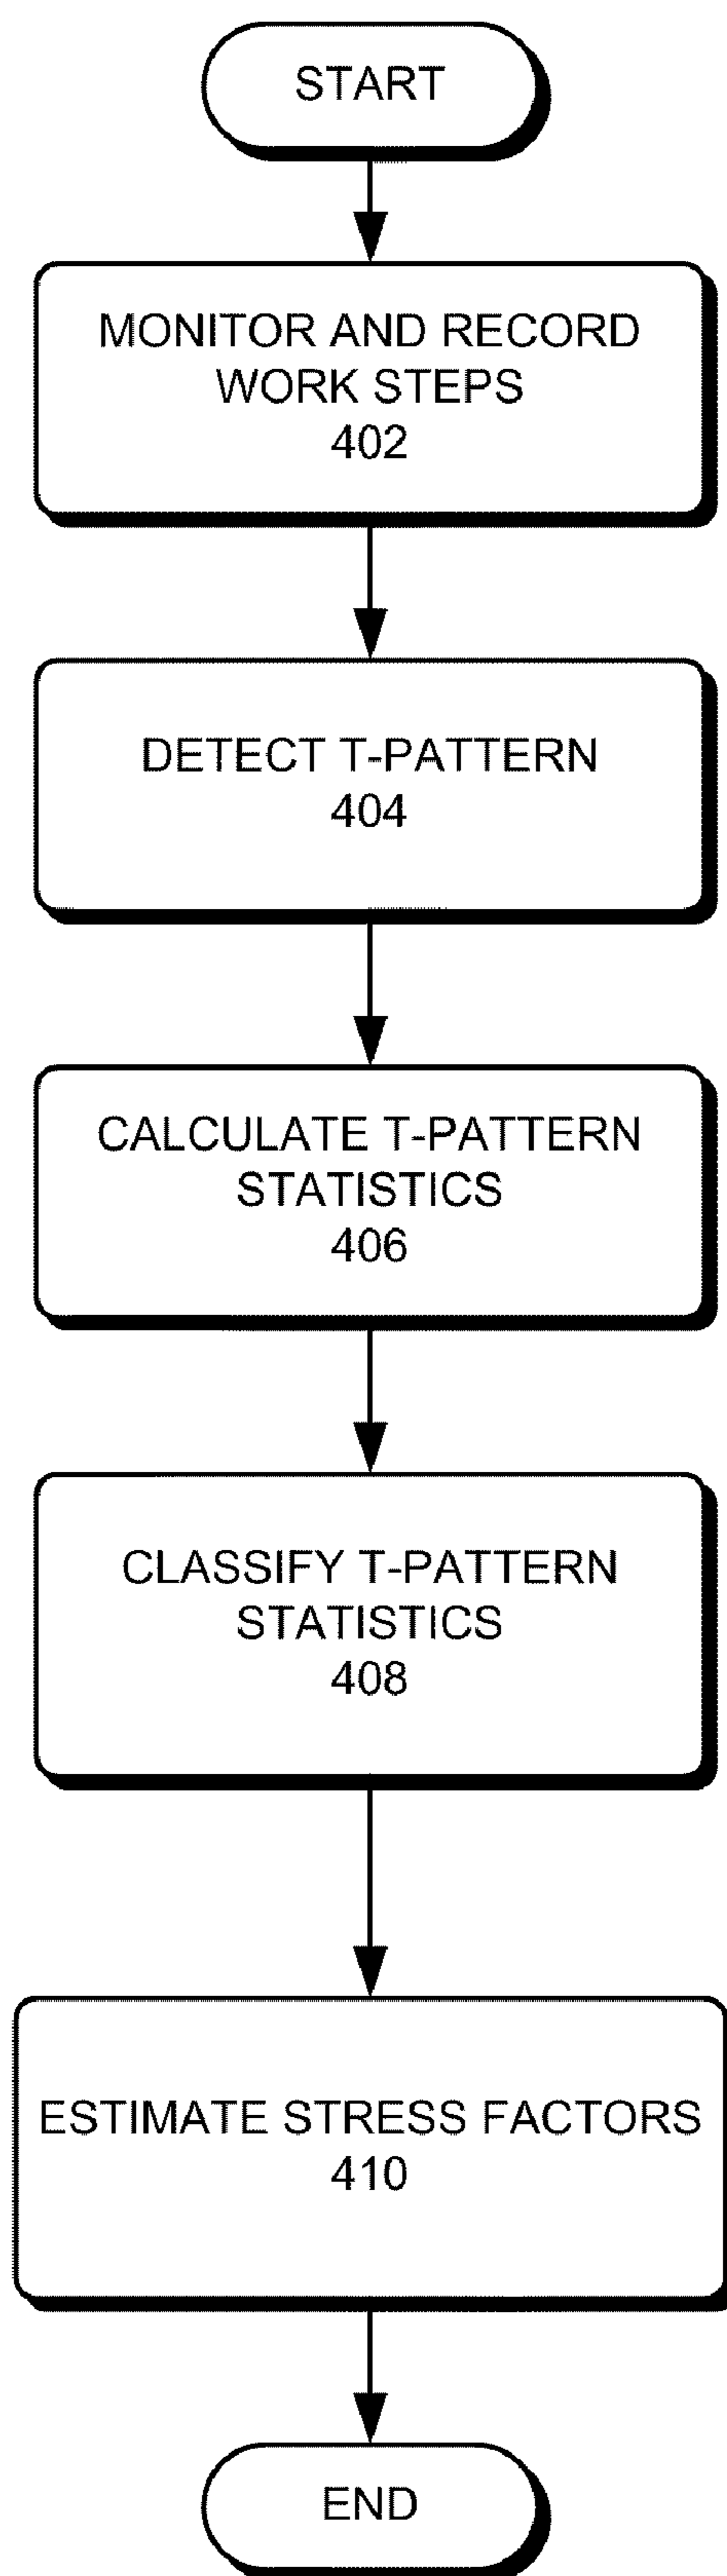 START
MONITOR AND RECORD
WORK STEPS
402
DETECT T-PATTERN
404
CALCULATE T-PATTERN
STATISTICS
406
CLASSIFY T-PATTERN
STATISTICS
408
ESTIMATE STRESS FACTORS
410
END